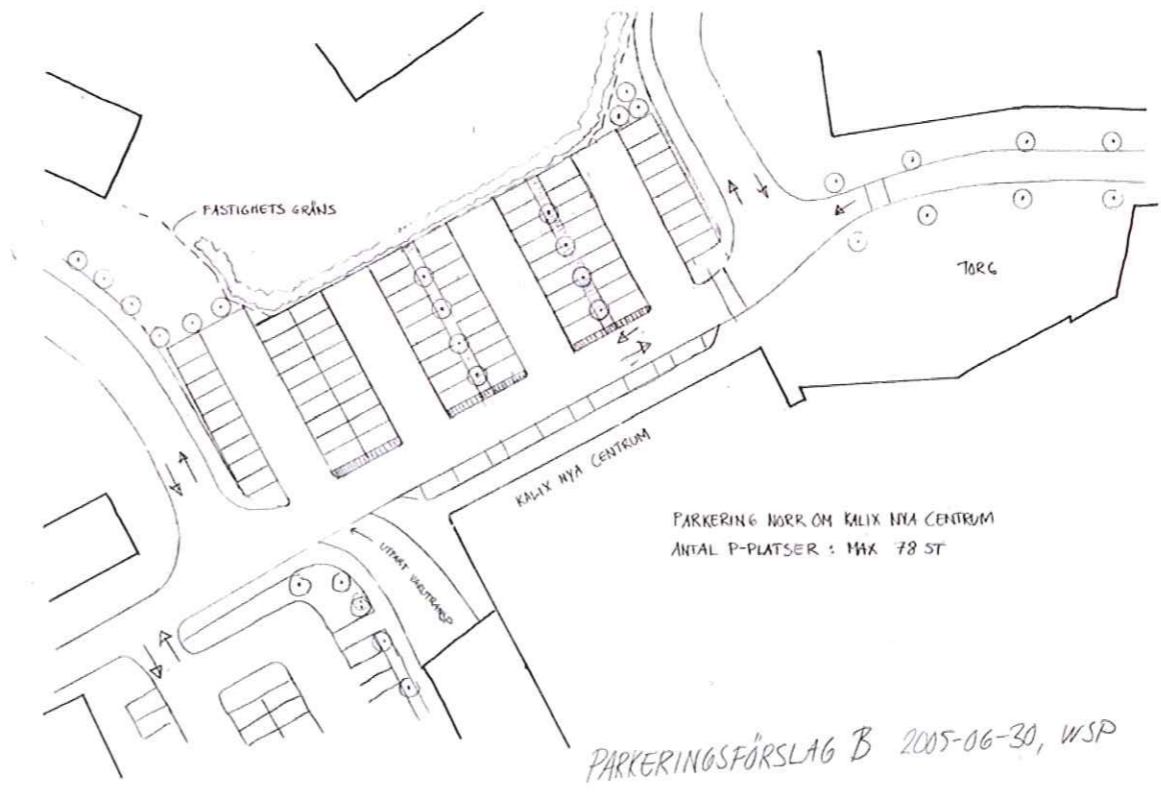 FASTIGHETS GRÄNS
TORG
KALIX NYA CENTRUM
PARKERING NORR OM KALIX NYA CENTRUM
ANTAL P-PLATSER : MAX 78 ST
UTFART VARUTRANSP
PARKERINGSFÖRSLAG B 2005-06-30, WSP